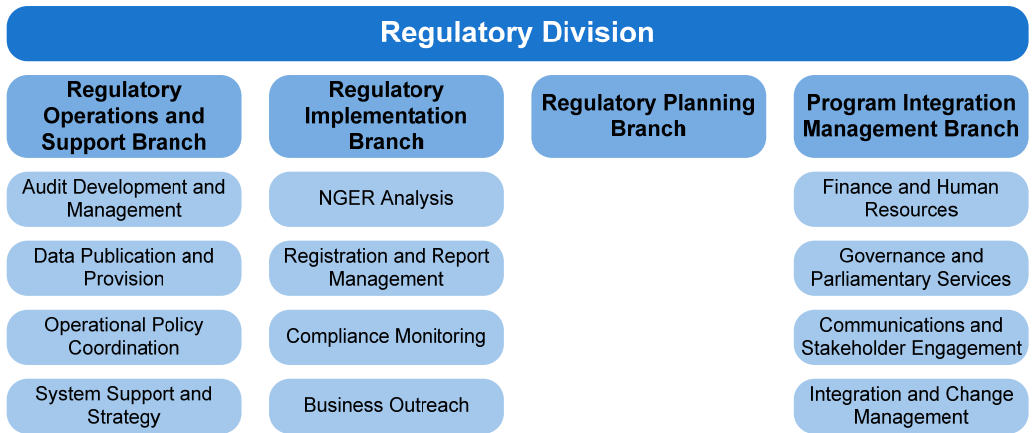 Regulatory Division
Regulatory
Operations and
Support Branch
Audit Development and
Management
Data Publication and
Provision
Operational Policy
Coordination
System Support and
Strategy
Regulatory
Implementation
Branch
NGER Analysis
Registration and Report
Management
Compliance Monitoring
Business Outreach
Regulatory Planning
Branch
Program Integration
Management Branch
Finance and Human
Resources
Governance and
Parliamentary Services
Communications and
Stakeholder Engagement
Integration and Change
Management